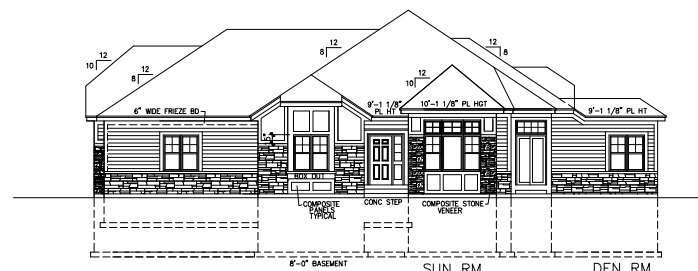 12
10
12
8
12
8
12
8
12
10
6" WIDE FRIEZE BD
9'-1 1/8"
PL HT
10'-1 1/8" PL HGT
9'-1 1/8" PL HT
BOX OUT
COMPOSITE
PANELS
TYPICAL
CONC STEP
COMPOSITE STONE
VENEER
8'-0" BASEMENT
SUN RM
DEN RM